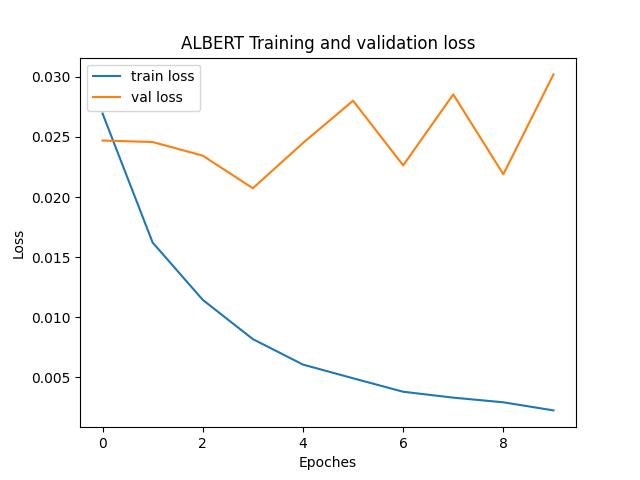 ALBERT Training and validation loss
train loss
val loss
0.030
0.025
0.020
0.015
0.010
0.005
Loss
0 2 4 6 8
Epoches